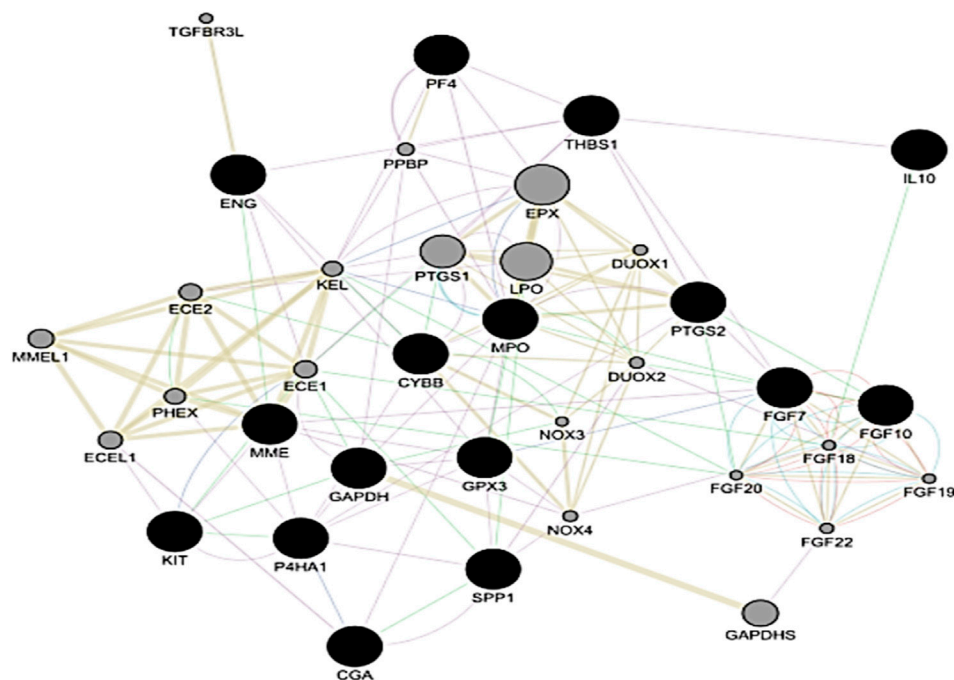 TGFBR3L
PF4
THBS1
PPBP
IL10
ENG
EPX
DUOX1
PTGS1
LPO
KEL
ECE2
PTGS2
MMEL1
MPO
CYBB
ECE1
DUOX2
PHEX
FGF7
FGF10
NOX3
ECEL1
MME
FGF18
GAPDH
GPX3
FGF20
FGF19
NOX4
FGF22
KIT
P4HA1
SPP1
GAPDHS
CGA